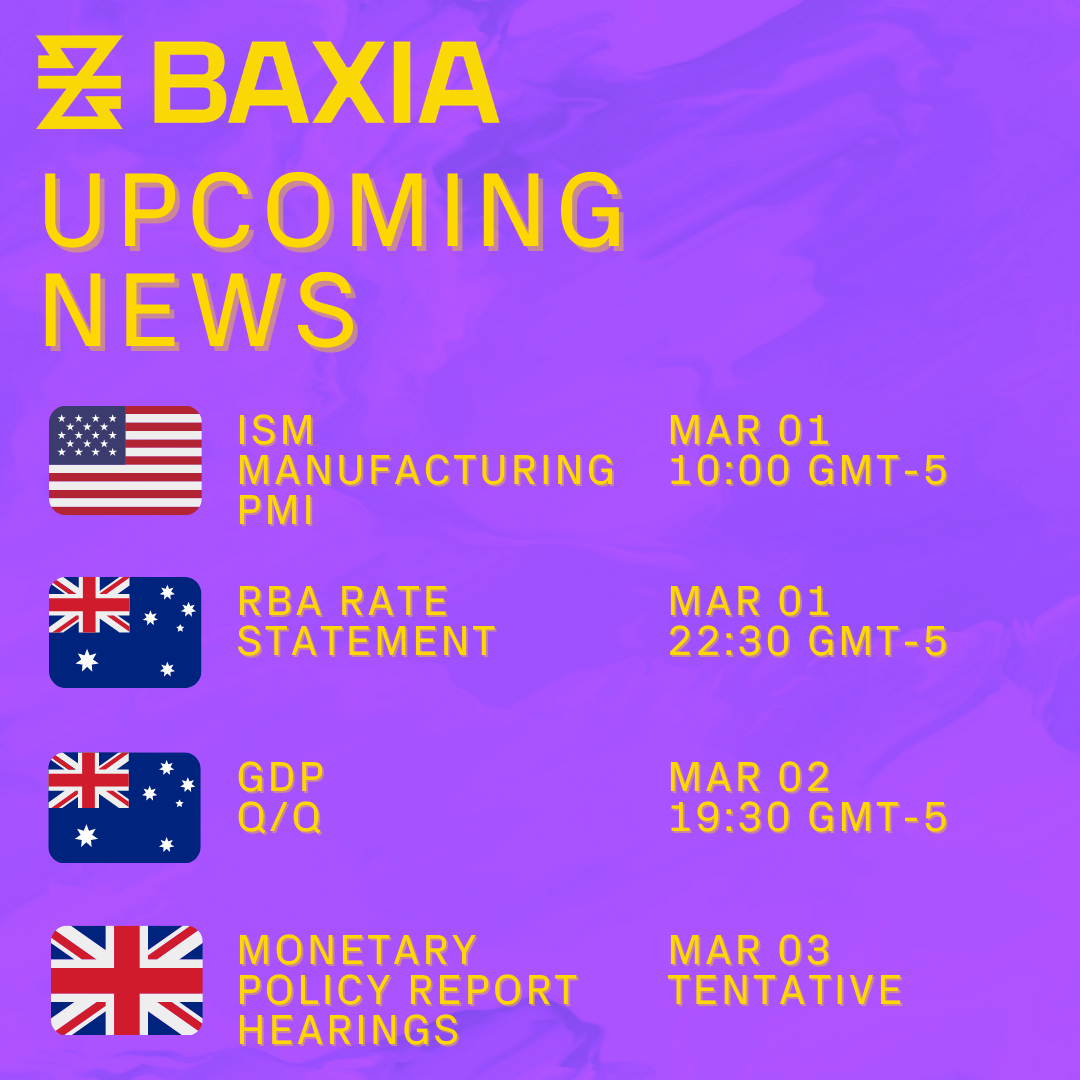 BAXIA
UPCOMING
NEWS
ISM
MANUFACTURING
PMI
MAR 01
10:00 GMT-5
RBA RATE
STATEMENT
MAR 01
22:30 GMT-5
GDP
Q/Q
MAR 02
19:30 GMT-5
MONETARY
POLICY REPORT
HEARINGS
MAR 03
TENTATIVE